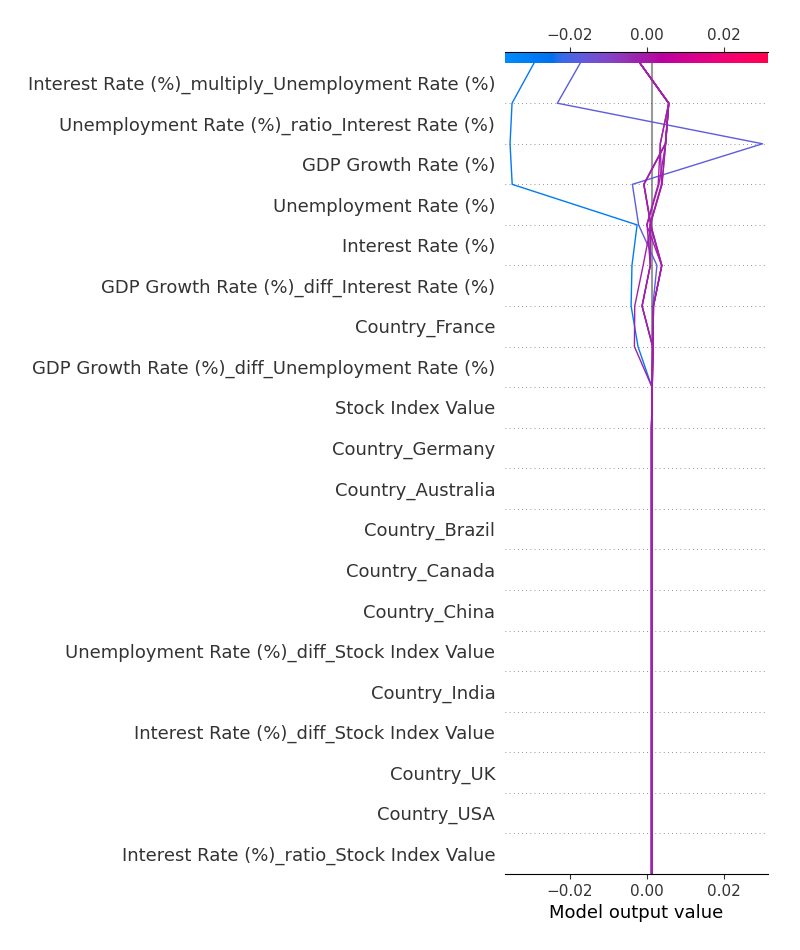 −0.02 0.00 0.02
Interest Rate (%)_multiply_Unemployment Rate (%)
Unemployment Rate (%)_ratio_Interest Rate (%)
GDP Growth Rate (%)
Unemployment Rate (%)
Interest Rate (%)
GDP Growth Rate (%)_diff_Interest Rate (%)
Country_France
GDP Growth Rate (%)_diff_Unemployment Rate (%)
Stock Index Value
Country_Germany
Country_Australia
Country_Brazil
Country_Canada
Country_China
Unemployment Rate (%)_diff_Stock Index Value
Country_India
Interest Rate (%)_diff_Stock Index Value
Country_UK
Country_USA
Interest Rate (%)_ratio_Stock Index Value
−0.02 0.00 0.02
Model output value